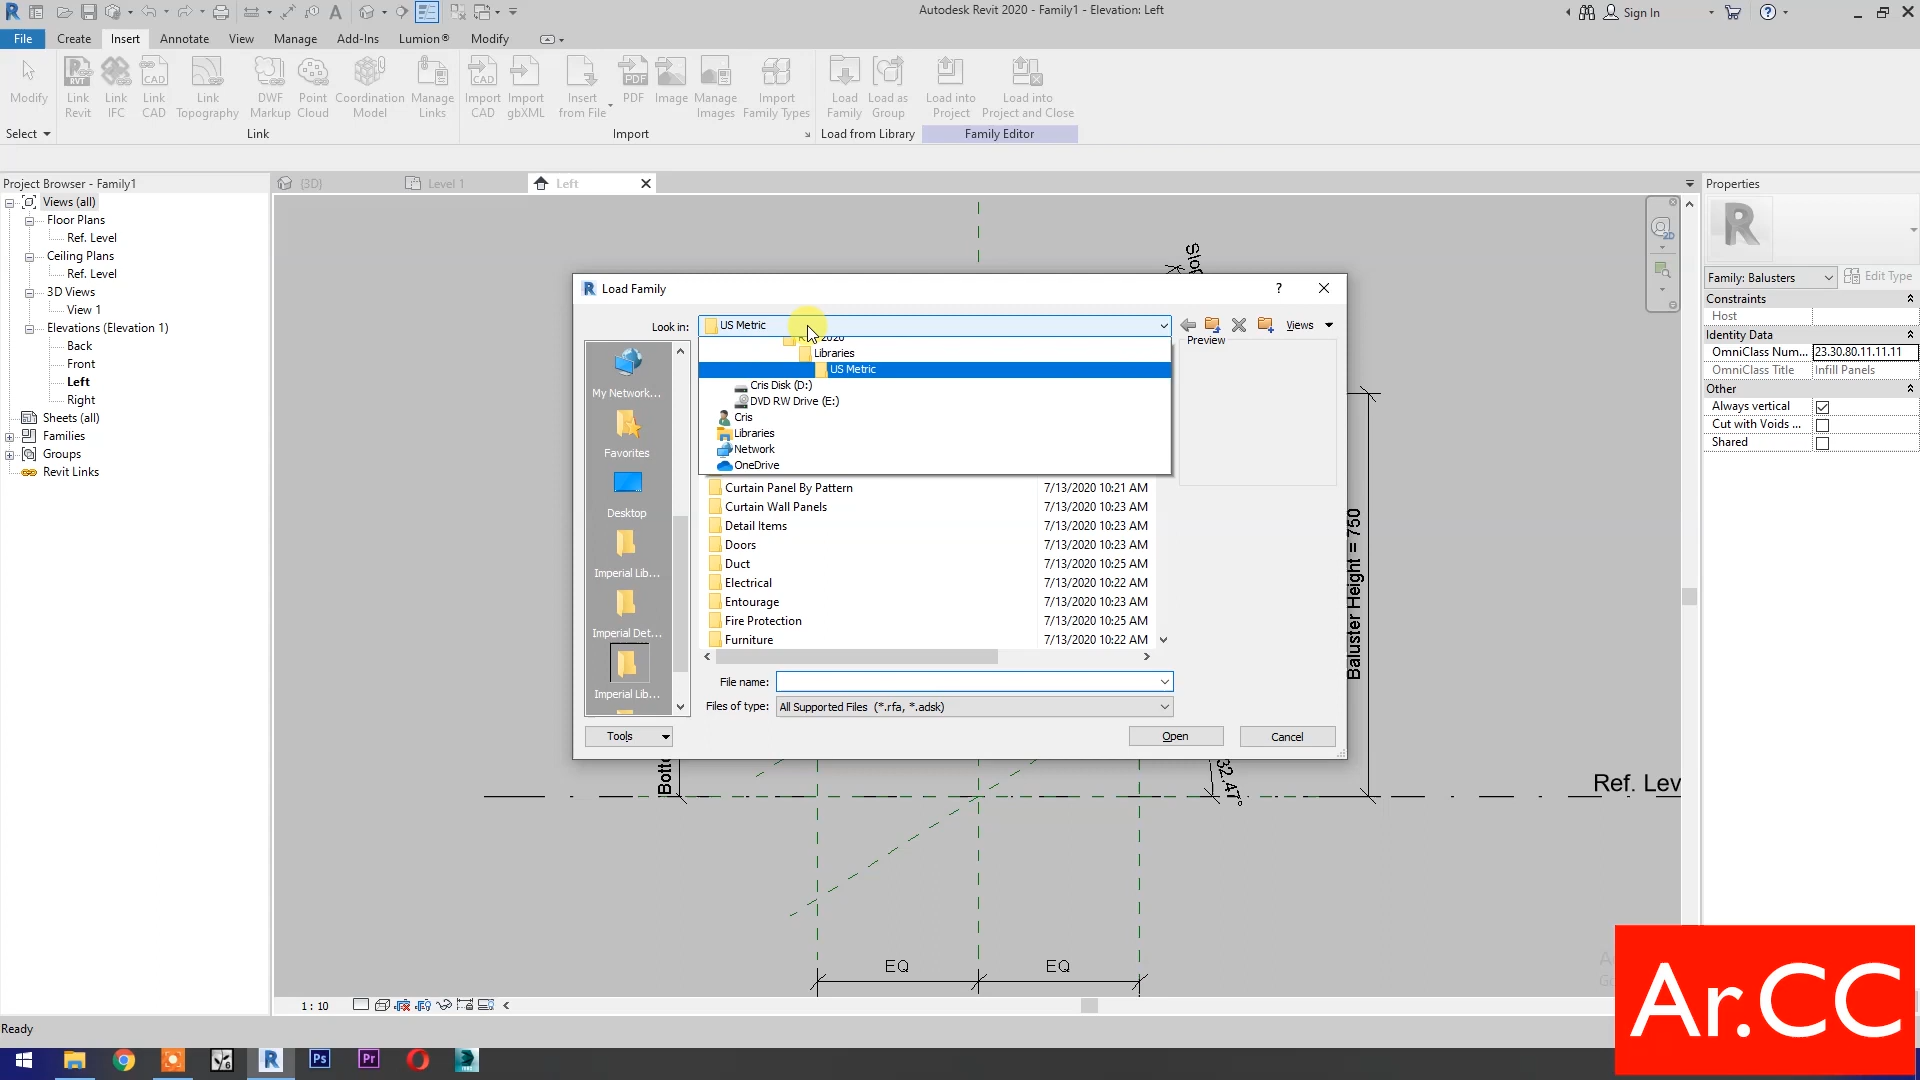 Autodesk Revit 2020 - Family1 - Elevation: Left
Sign In
File Create Insert Annotate View Manage Add-Ins Lumion® Modify
Modify
Link Revit
Link IFC
Link CAD
Link Topography
DWF Markup
Point Cloud
Coordination Model
Manage Links
Import CAD
Import gbXML
Insert from File
PDF
Image
Manage Images
Import Family Types
Load Family
Load as Group
Load into Project
Load into Project and Close
Select
Link
Import
Load from Library
Family Editor
Project Browser - Family1
Views (all)
Floor Plans
Ref. Level
Ceiling Plans
Ref. Level
3D Views
View 1
Elevations (Elevation 1)
Back
Front
Left
Right
Sheets (all)
Families
Groups
Revit Links
{3D}
Level 1
Left
Load Family
Look in:
US Metric
Views
Preview
Libraries
US Metric
Cris Disk (D:)
DVD RW Drive (E:)
Cris
Libraries
Network
OneDrive
My Network...
Favorites
Desktop
Imperial Lib...
Imperial Det...
Imperial Lib...
Curtain Panel By Pattern 7/13/2020 10:21 AM
Curtain Wall Panels 7/13/2020 10:23 AM
Detail Items 7/13/2020 10:23 AM
Doors 7/13/2020 10:23 AM
Duct 7/13/2020 10:25 AM
Electrical 7/13/2020 10:22 AM
Entourage 7/13/2020 10:23 AM
Fire Protection 7/13/2020 10:25 AM
Furniture 7/13/2020 10:22 AM
File name:
Files of type: All Supported Files (*.rfa, *.adsk)
Tools
Open
Cancel
Baluster Height = 750
32.47°
Ref. Lev
EQ EQ
2D
Properties
Family: Balusters
Edit Type
Constraints
Host
Identity Data
OmniClass Num... 23.30.80.11.11.11
OmniClass Title Infill Panels
Other
Always vertical
Cut with Voids ...
Shared
1 : 10
Ready
Ar.CC
Ps
Pr